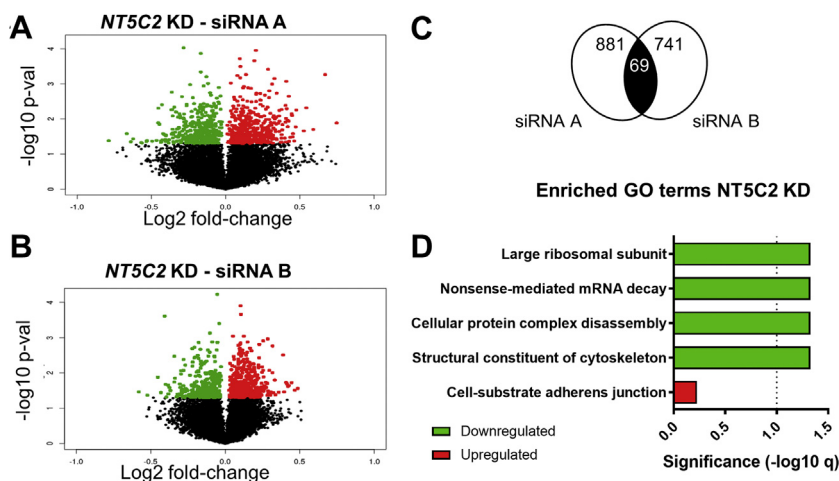 A
NT5C2 KD - siRNA A
-log10 p-val
4
3
2
1
0
-1.0
-0.5
0.0
0.5
1.0
Log2 fold-change
B
NT5C2 KD - siRNA B
-log10 p-val
4
3
2
1
0
-1.0
-0.5
0.0
0.5
1.0
Log2 fold-change
C
881
741
69
siRNA A
siRNA B
Enriched GO terms NT5C2 KD
D
Large ribosomal subunit
Nonsense-mediated mRNA decay
Cellular protein complex disassembly
Structural constituent of cytoskeleton
Cell-substrate adherens junction
0.0
0.5
1.0
1.5
Significance (-log10 q)
Downregulated
Upregulated